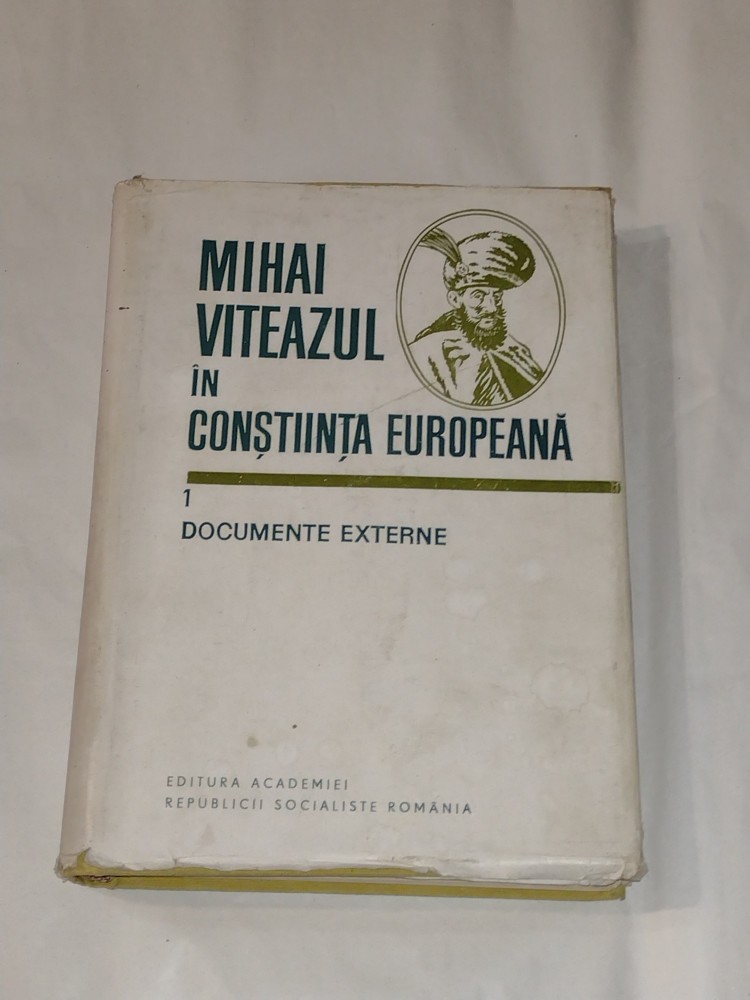 MIHAI
VITEAZUL
ÎN
CONȘTIINȚA EUROPEANĂ
1
DOCUMENTE EXTERNE
EDITURA ACADEMIEI
REPUBLICII SOCIALISTE ROMÂNIA